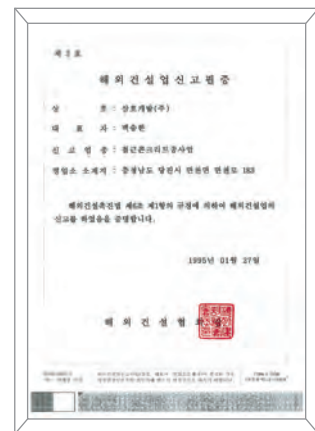 제 2 호
해 외 건 설 업 신 고 필 증
상 호 : 삼호개발(주)
대 표 자 :
신 고 업 종 : 철근콘크리트공사업
영업소 소재지 : 충청남도 당진시 면천면 면천로 183
해외건설촉진법 제6조 제1항의 규정에 의하여 해외건설업의
신고를 하였음을 증명합니다.
1995년 01월 27일
해 외 건 설 협 회